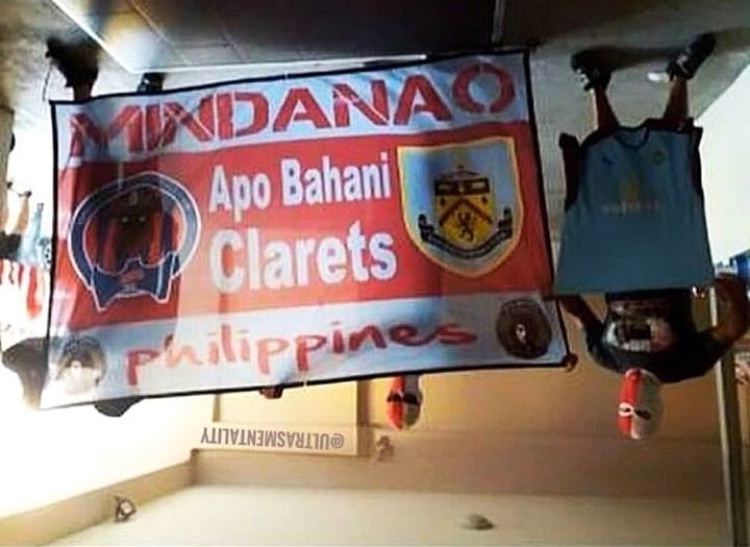 MINDANAO
Apo Bahani
Clarets
philippines
@ULTRASMENTALITY